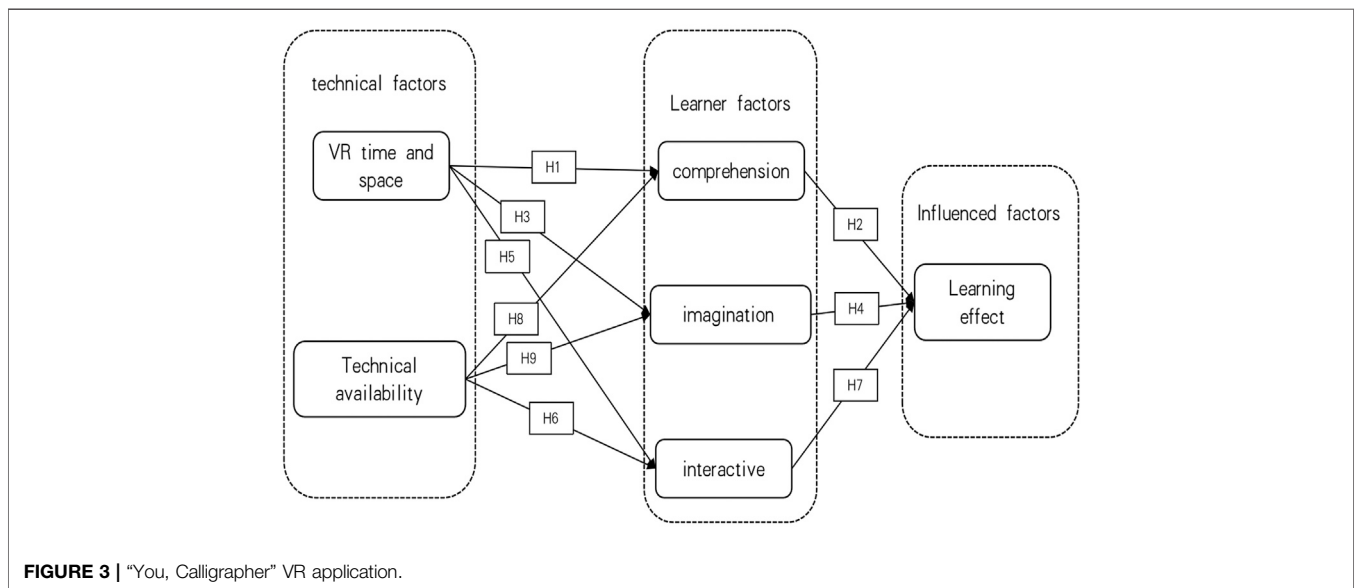 technical factors
VR time and
space
Technical
availability
H1
H3
H5
H8
H9
H6
Learner factors
comprehension
imagination
interactive
H2
H4
H7
Influenced factors
Learning
effect
FIGURE 3 | “You, Calligrapher” VR application.